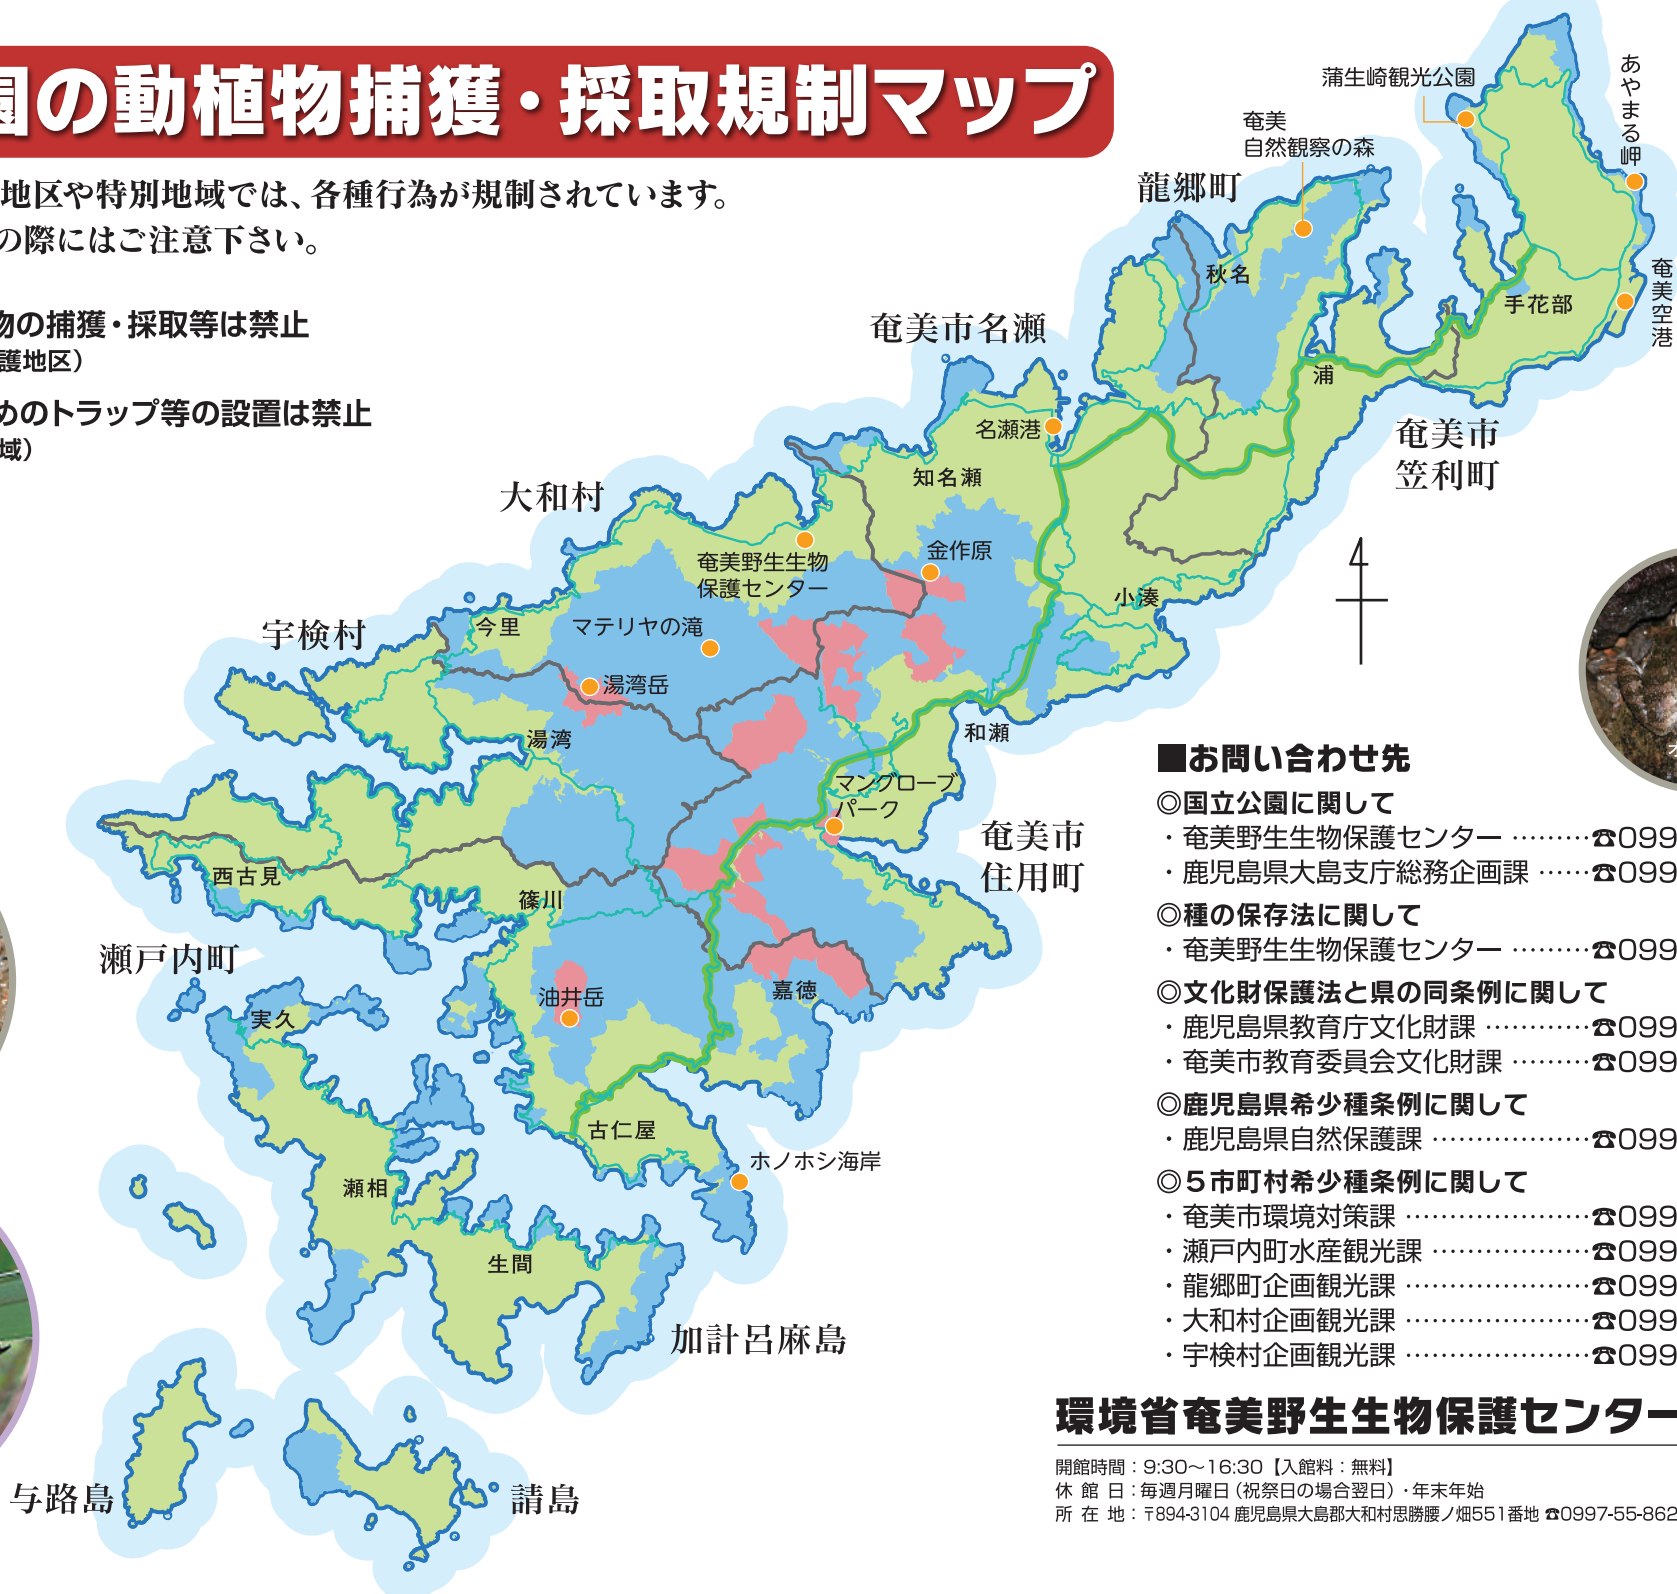 園の動植物捕獲・採取規制マップ
地区や特別地域では、各種行為が規制されています。
の際にはご注意下さい。
物の捕獲・採取等は禁止
護地区）
めのトラップ等の設置は禁止
域）
蒲生崎観光公園
あやまる岬
奄美
自然観察の森
龍郷町
秋名
奄美空港
手花部
奄美市名瀬
浦
名瀬港
奄美市
笠利町
知名瀬
大和村
金作原
奄美野生生物
保護センター
小湊
宇検村
今里
マテリヤの滝
湯湾岳
湯湾
和瀬
マングローブ
パーク
奄美市
住用町
西古見
篠川
瀬戸内町
油井岳
嘉徳
実久
古仁屋
ホノホシ海岸
瀬相
生間
加計呂麻島
与路島
請島
■お問い合わせ先
◎国立公園に関して
・奄美野生生物保護センター ………☎099
・鹿児島県大島支庁総務企画課 ……☎099
◎種の保存法に関して
・奄美野生生物保護センター ………☎099
◎文化財保護法と県の同条例に関して
・鹿児島県教育庁文化財課 …………☎099
・奄美市教育委員会文化財課 ………☎099
◎鹿児島県希少種条例に関して
・鹿児島県自然保護課 ………………☎099
◎５市町村希少種条例に関して
・奄美市環境対策課 …………………☎099
・瀬戸内町水産観光課 ………………☎099
・龍郷町企画観光課 …………………☎099
・大和村企画観光課 …………………☎099
・宇検村企画観光課 …………………☎099
環境省奄美野生生物保護センター
開館時間：9:30～16:30【入館料：無料】
休 館 日：毎週月曜日（祝祭日の場合翌日）・年末年始
所 在 地：〒894-3104 鹿児島県大島郡大和村思勝腰ノ畑551番地 ☎0997-55-862